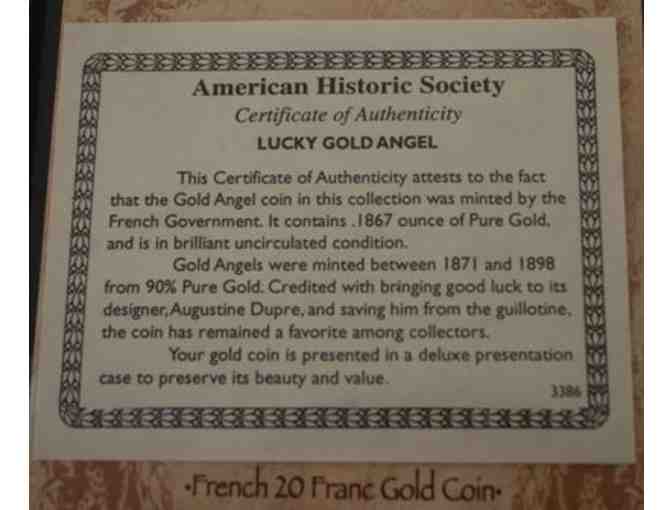 American Historic Society
Certificate of Authenticity
LUCKY GOLD ANGEL
This Certificate of Authenticity attests to the fact
that the Gold Angel coin in this collection was minted by the
French Government. It contains .1867 ounce of Pure Gold,
and is in brilliant uncirculated condition.
Gold Angels were minted between 1871 and 1898
from 90% Pure Gold. Credited with bringing good luck to its
designer, Augustine Dupre, and saving him from the guillotine,
the coin has remained a favorite among collectors.
Your gold coin is presented in a deluxe presentation
case to preserve its beauty and value.
3386
·French 20 Franc Gold Coin·